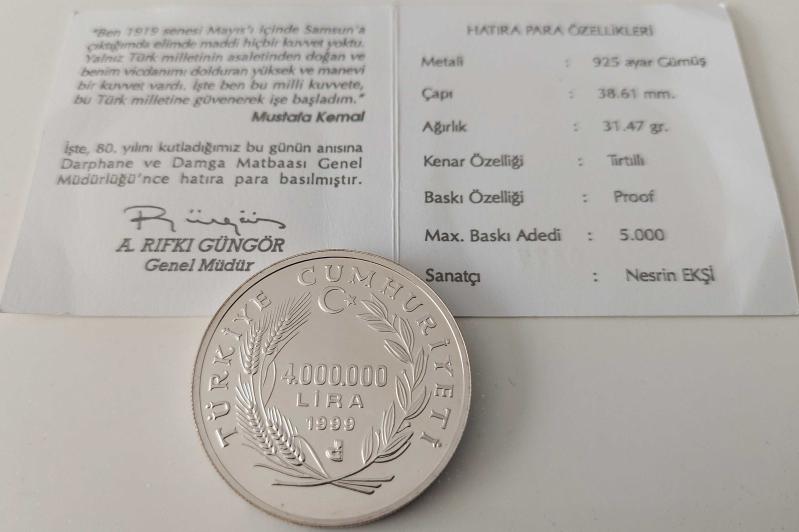 "Ben 1919 senesi Mayıs'ı içinde Samsun'a
çıktığımda elimde maddi hiçbir kuvvet yoktu.
Yalnız Türk milletinin asaletinden doğan ve
benim vicdanımı dolduran yüksek ve manevi
bir kuvvet vardı. İşte ben bu milli kuvvete,
bu Türk milletine güvenerek işe başladım."
Mustafa Kemal
İşte, 80. yılını kutladığımız bu günün anısına
Darphane ve Damga Matbaası Genel
Müdürlüğü'nce hatıra para basılmıştır.
A. RIFKI GÜNGÖR
Genel Müdür
HATIRA PARA ÖZELLİKLERİ
Metali : 925 ayar Gümüş
Çapı : 38.61 mm.
Ağırlık : 31.47 gr.
Kenar Özelliği : Tırtıllı
Baskı Özelliği : Proof
Max. Baskı Adedi : 5.000
Sanatçı : Nesrin EKŞİ
TÜRKİYE CUMHURİYETİ
4.000.000
LİRA
1999